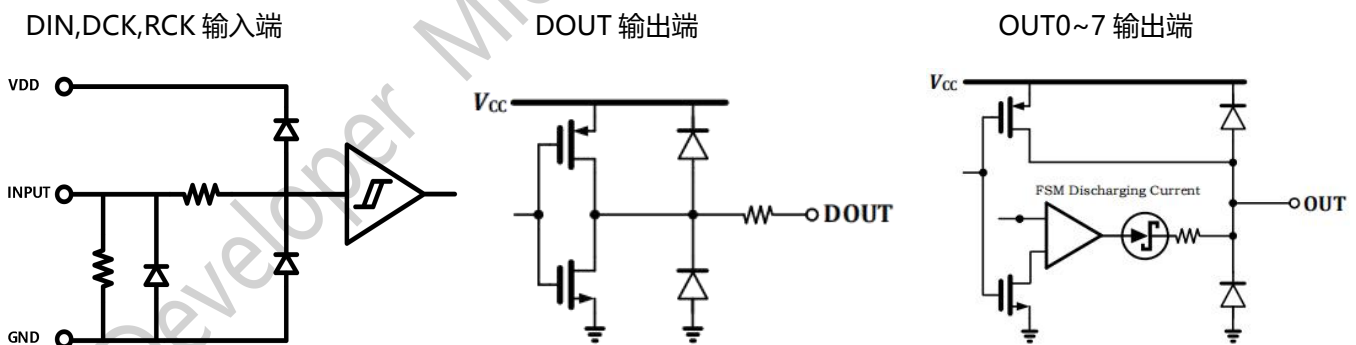 DIN,DCK,RCK 输入端
DOUT 输出端
OUT0~7 输出端
VDD
INPUT
GND
VCC
DOUT
VCC
FSM Discharging Current
OUT
Developer